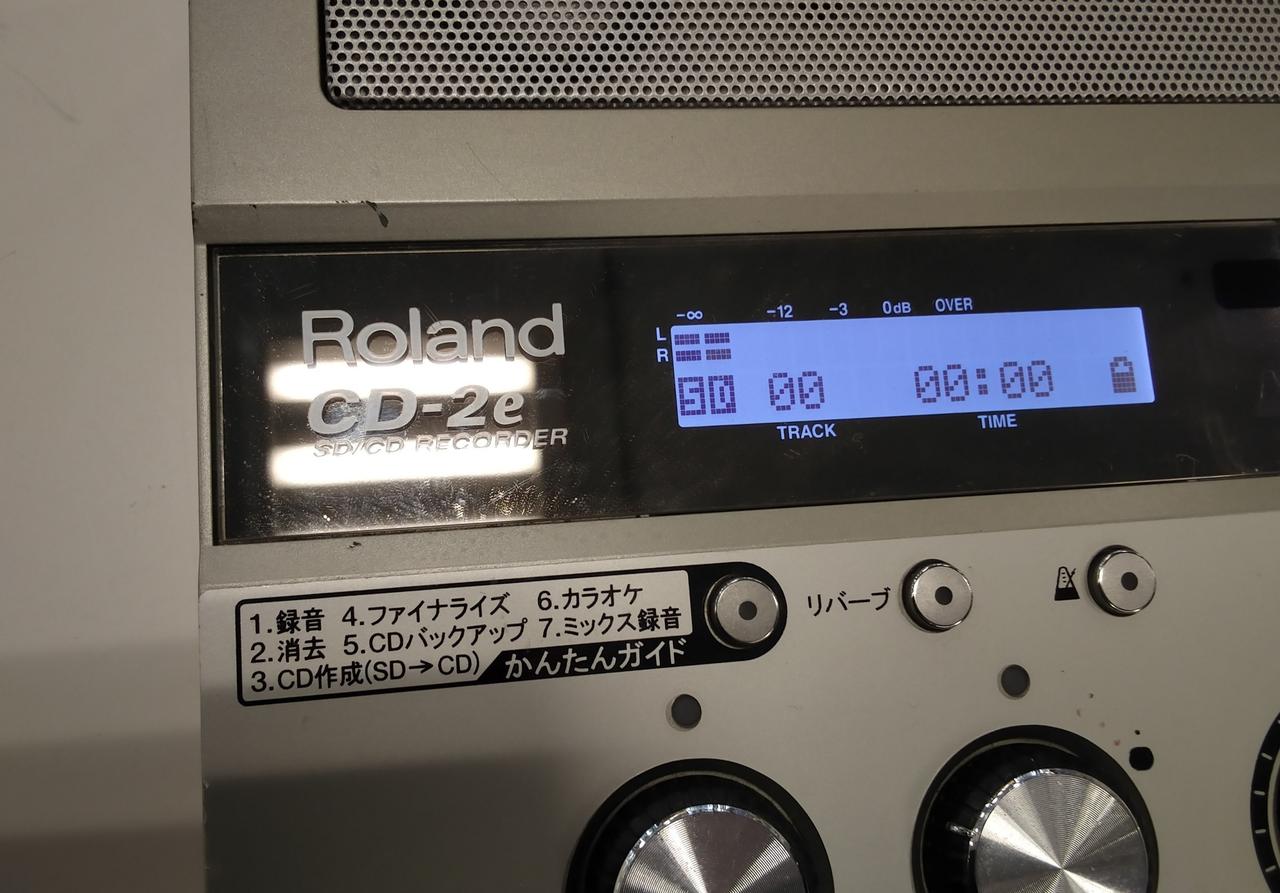 Roland
CD-2e
SD/CD RECORDER
-∞ -12 -3 0dB OVER
L
R
SD 00 00:00
TRACK TIME
1.録音 4.ファイナライズ 6.カラオケ
2.消去 5.CDバックアップ 7.ミックス録音
3.CD作成(SD→CD) かんたんガイド
リバーブ